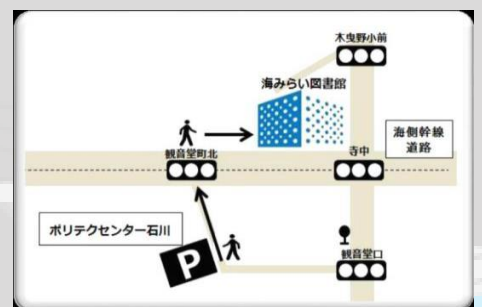 木曳野小前
海みらい図書館
海側幹線
道路
観音堂町北
寺中
ポリテクセンター石川
P
観音堂口